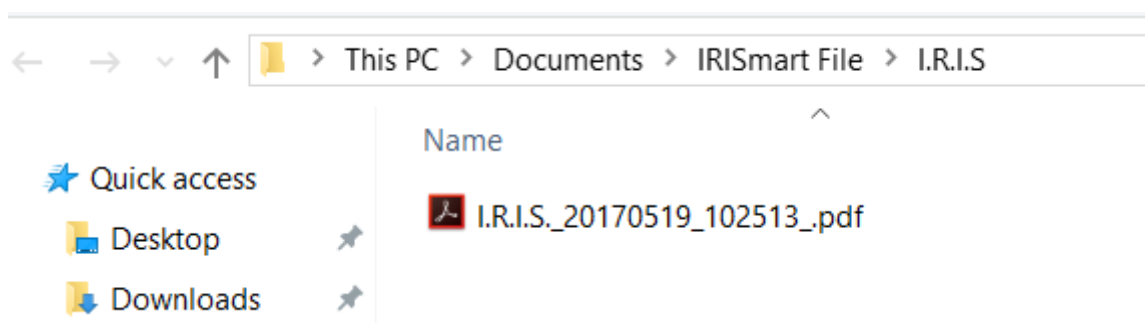 This PC > Documents > IRISmart File > I.R.I.S
Name
Quick access
I.R.I.S._20170519_102513_.pdf
Desktop
Downloads